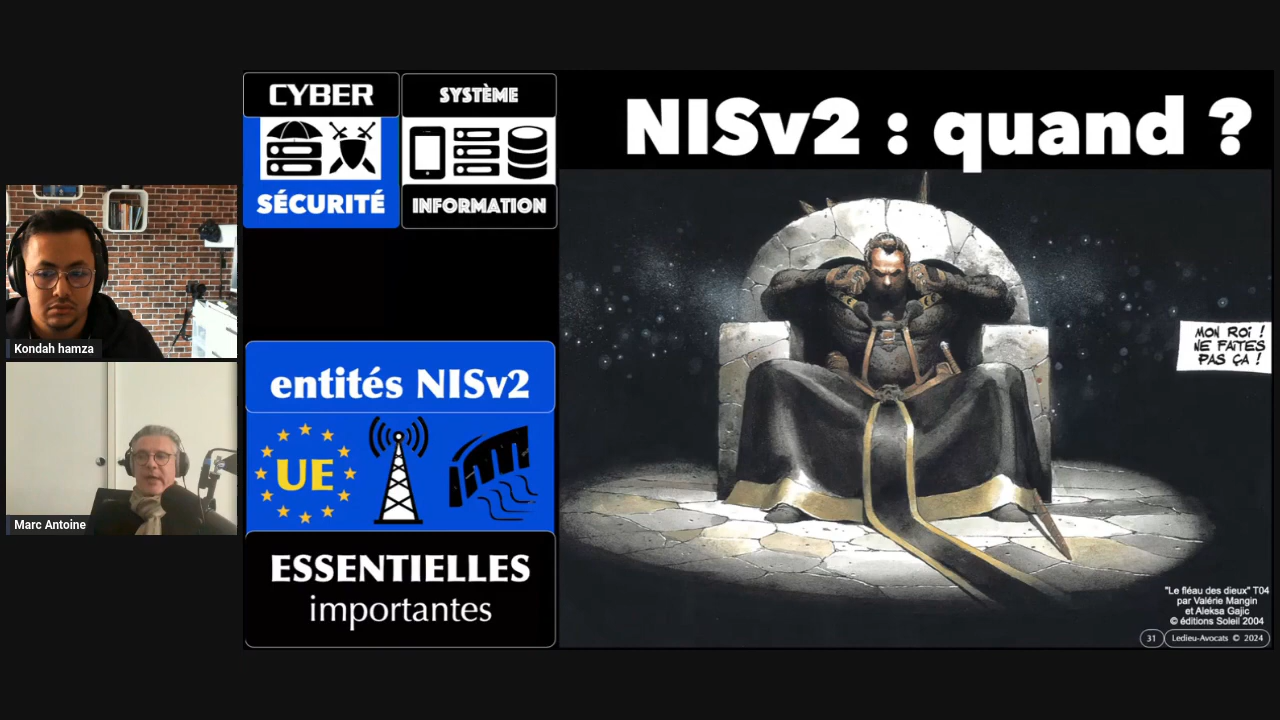 CYBER
SÉCURITÉ
SYSTÈME
INFORMATION
NISv2 : quand ?
Kondah hamza
Marc Antoine
entités NISv2
UE
ESSENTIELLES
importantes
MON ROI !
NE FAITES
PAS ÇA !
"Le fléau des dieux" T04
par Valérie Mangin
et Aleksa Gajic
© éditions Soleil 2004
31
Ledieu-Avocats © 2024